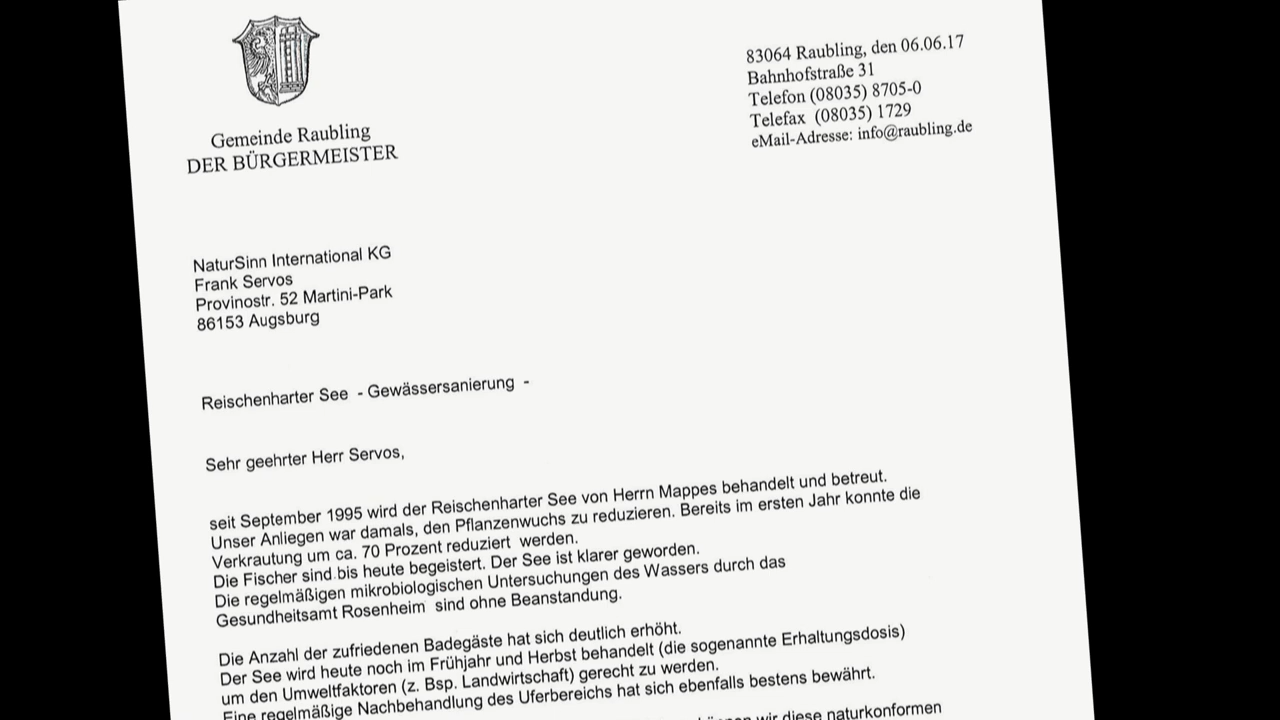 Gemeinde Raubling
DER BÜRGERMEISTER
83064 Raubling, den 06.06.17
Bahnhofstraße 31
Telefon (08035) 8705-0
Telefax (08035) 1729
eMail-Adresse: info@raubling.de
NaturSinn International KG
Frank Servos
Provinostr. 52 Martini-Park
86153 Augsburg
Reischenharter See - Gewässersanierung -
Sehr geehrter Herr Servos,
seit September 1995 wird der Reischenharter See von Herrn Mappes behandelt und betreut.
Unser Anliegen war damals, den Pflanzenwuchs zu reduzieren. Bereits im ersten Jahr konnte die
Verkrautung um ca. 70 Prozent reduziert werden.
Die Fischer sind bis heute begeistert. Der See ist klarer geworden.
Die regelmäßigen mikrobiologischen Untersuchungen des Wassers durch das
Gesundheitsamt Rosenheim sind ohne Beanstandung.
Die Anzahl der zufriedenen Badegäste hat sich deutlich erhöht.
Der See wird heute noch im Frühjahr und Herbst behandelt (die sogenannte Erhaltungsdosis)
um den Umweltfaktoren (z. Bsp. Landwirtschaft) gerecht zu werden.
Eine regelmäßige Nachbehandlung des Uferbereichs hat sich ebenfalls bestens bewährt.
wir diese naturkonformen